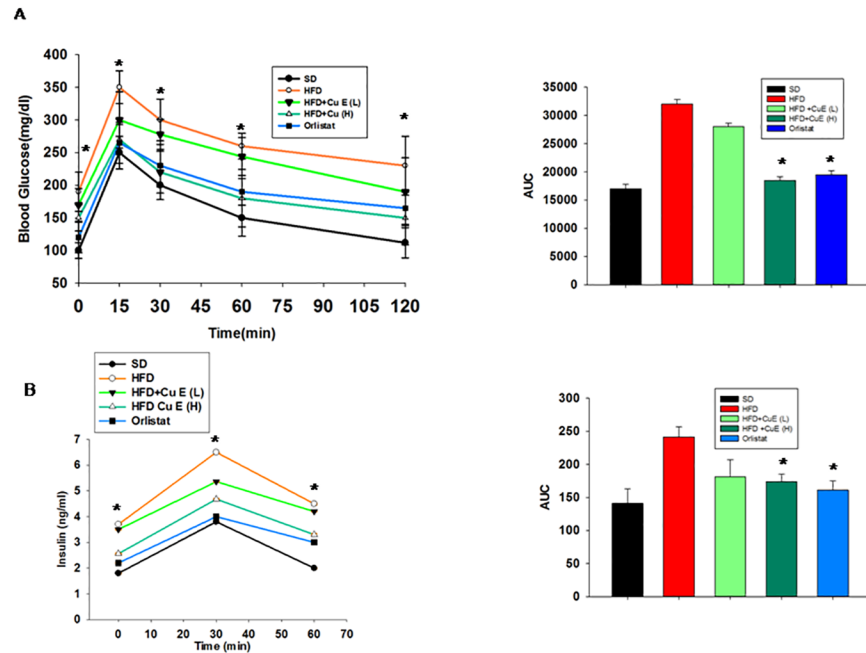 A
400
350
300
250
200
150
100
50
Blood Glucose(mg/dl)
0 15 30 45 60 75 90 105 120
Time(min)
SD
HFD
HFD+Cu E (L)
HFD+Cu (H)
Orlistat
* * * * *
35000
30000
25000
20000
15000
10000
5000
0
AUC
SD
HFD
HFD +CuE (L)
HFD+CuE (H)
Orlistat
* *
B
SD
HFD
HFD+Cu E (L)
HFD Cu E (H)
Orlistat
7
6
5
4
3
2
1
0
Insulin (ng/ml)
0 10 20 30 40 50 60 70
Time (min)
* * *
300
250
200
150
100
50
0
AUC
SD
HFD
HFD+CuE (L)
HFD +CuE (H)
Orlistat
* *